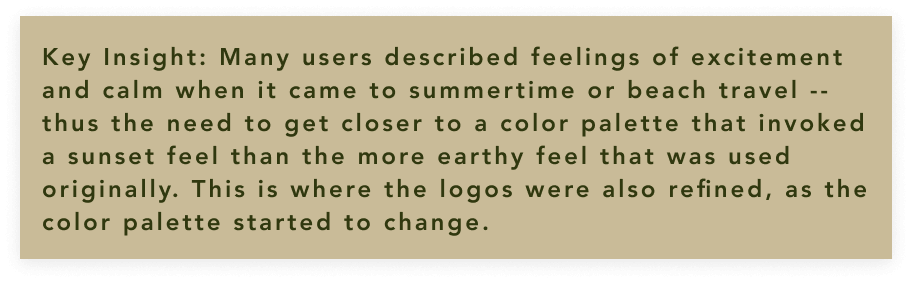 Key Insight: Many users described feelings of excitement
and calm when it came to summertime or beach travel --
thus the need to get closer to a color palette that invoked
a sunset feel than the more earthy feel that was used
originally. This is where the logos were also refined, as the
color palette started to change.